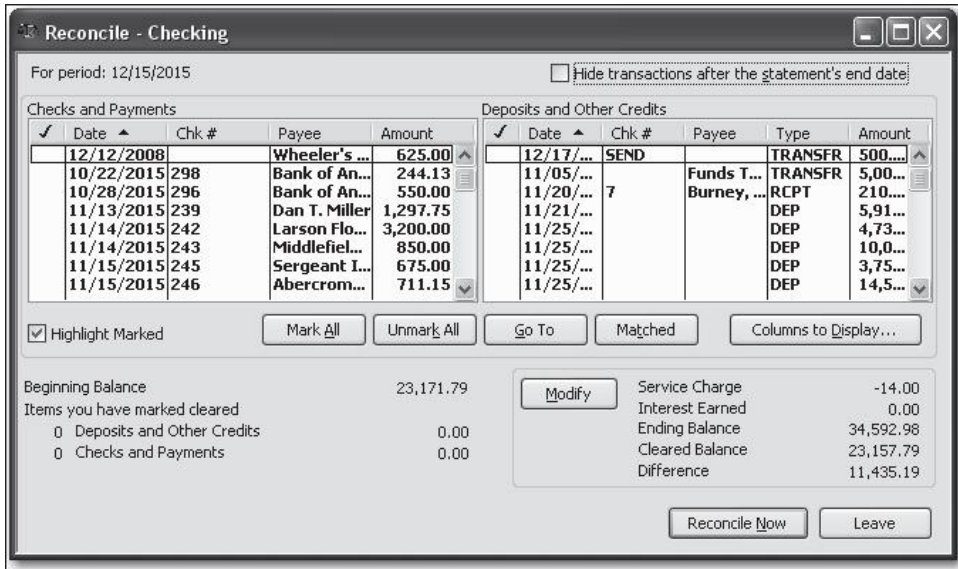 Reconcile - Checking
For period: 12/15/2015
Hide transactions after the statement's end date
Checks and Payments
✓ Date Chk # Payee Amount
12/12/2008 Wheeler's ... 625.00
10/22/2015 298 Bank of An... 244.13
10/28/2015 296 Bank of An... 550.00
11/13/2015 239 Dan T. Miller 1,297.75
11/14/2015 242 Larson Flo... 3,200.00
11/14/2015 243 Middlefiel... 850.00
11/15/2015 245 Sergeant I... 675.00
11/15/2015 246 Abercrom... 711.15
Deposits and Other Credits
✓ Date Chk # Payee Type Amount
12/17/... SEND TRANSFR 500....
11/05/... Funds T... TRANSFR 5,00...
11/20/... 7 Burney, ... RCPT 210....
11/21/... DEP 5,91...
11/25/... DEP 4,73...
11/25/... DEP 10,0...
11/25/... DEP 3,75...
11/25/... DEP 14,5...
Highlight Marked
Mark All
Unmark All
Go To
Matched
Columns to Display...
Beginning Balance 23,171.79
Items you have marked cleared
0 Deposits and Other Credits 0.00
0 Checks and Payments 0.00
Modify
Service Charge -14.00
Interest Earned 0.00
Ending Balance 34,592.98
Cleared Balance 23,157.79
Difference 11,435.19
Reconcile Now
Leave